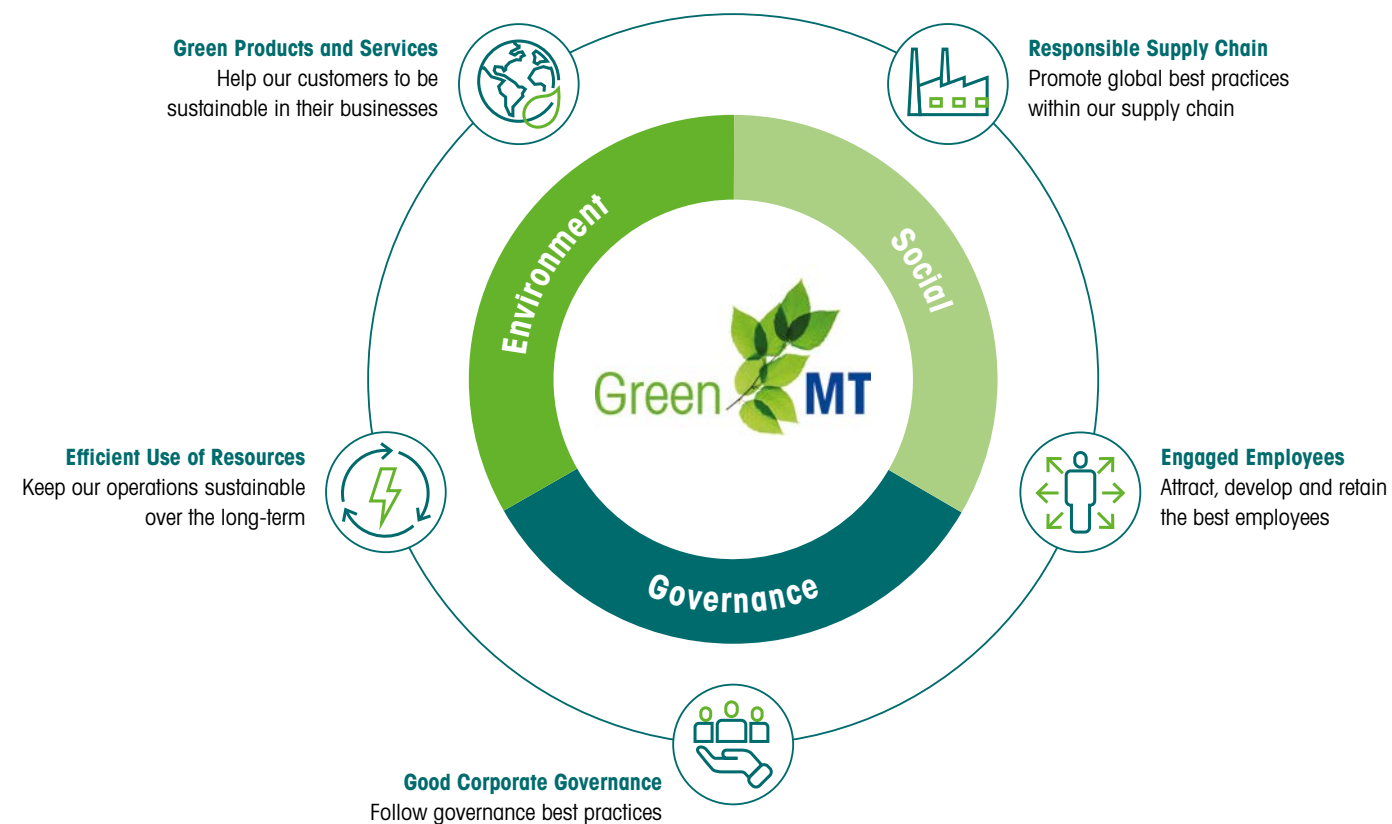 Green Products and Services
Help our customers to be
sustainable in their businesses
Responsible Supply Chain
Promote global best practices
within our supply chain
Environment
Social
Green MT
Efficient Use of Resources
Keep our operations sustainable
over the long-term
Engaged Employees
Attract, develop and retain
the best employees
Governance
Good Corporate Governance
Follow governance best practices